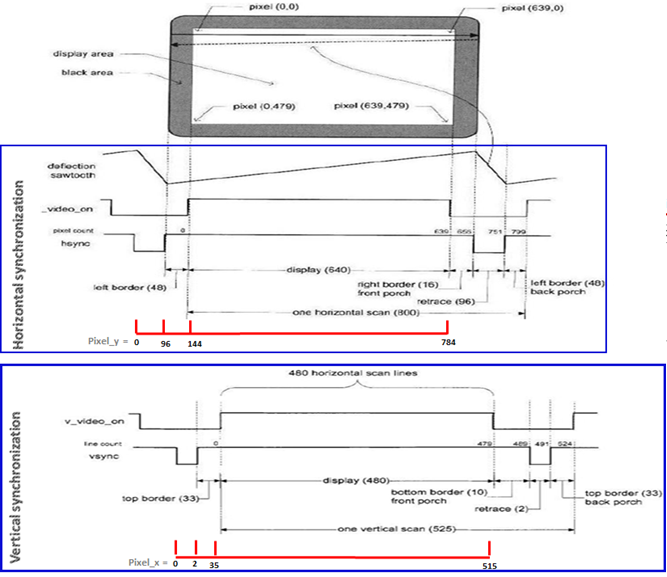 pixel (0,0)
pixel (639,0)
display area
black area
pixel (0,479)
pixel (639,479)
Horizontal synchronization
deflection
sawtooth
_video_on
pixel count
0
639
655
751
799
hsync
display (640)
left border (48)
right border (16)
front porch
retrace (96)
left border (48)
back porch
one horizontal scan (800)
Pixel_y = 0 96 144 784
Vertical synchronization
480 horizontal scan lines
v_video_on
line count
0
479
489
491
524
vsync
display (480)
top border (33)
bottom border (10)
front porch
retrace (2)
top border (33)
back porch
one vertical scan (525)
Pixel_x = 0 2 35 515